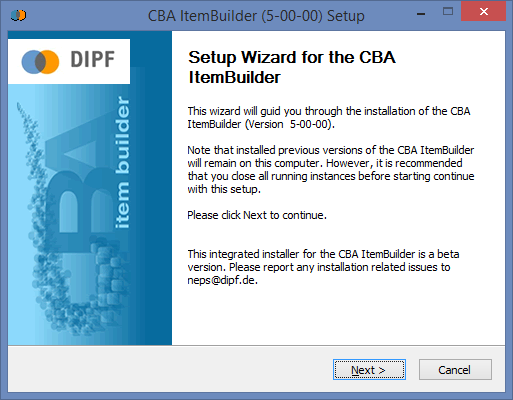 CBA ItemBuilder (5-00-00) Setup
DIPF
CBA
item builder
Setup Wizard for the CBA
ItemBuilder
This wizard will guid you through the installation of the CBA
ItemBuilder (Version  5-00-00).
Note that installed previous versions of the CBA ItemBuilder
will remain on this computer. However, it is recommended
that you close all running instances before starting continue
with this setup.
Please click Next to continue.
This integrated installer for the CBA ItemBuilder is a beta
version. Please report any installation related issues to
neps@dipf.de.
Next >
Cancel